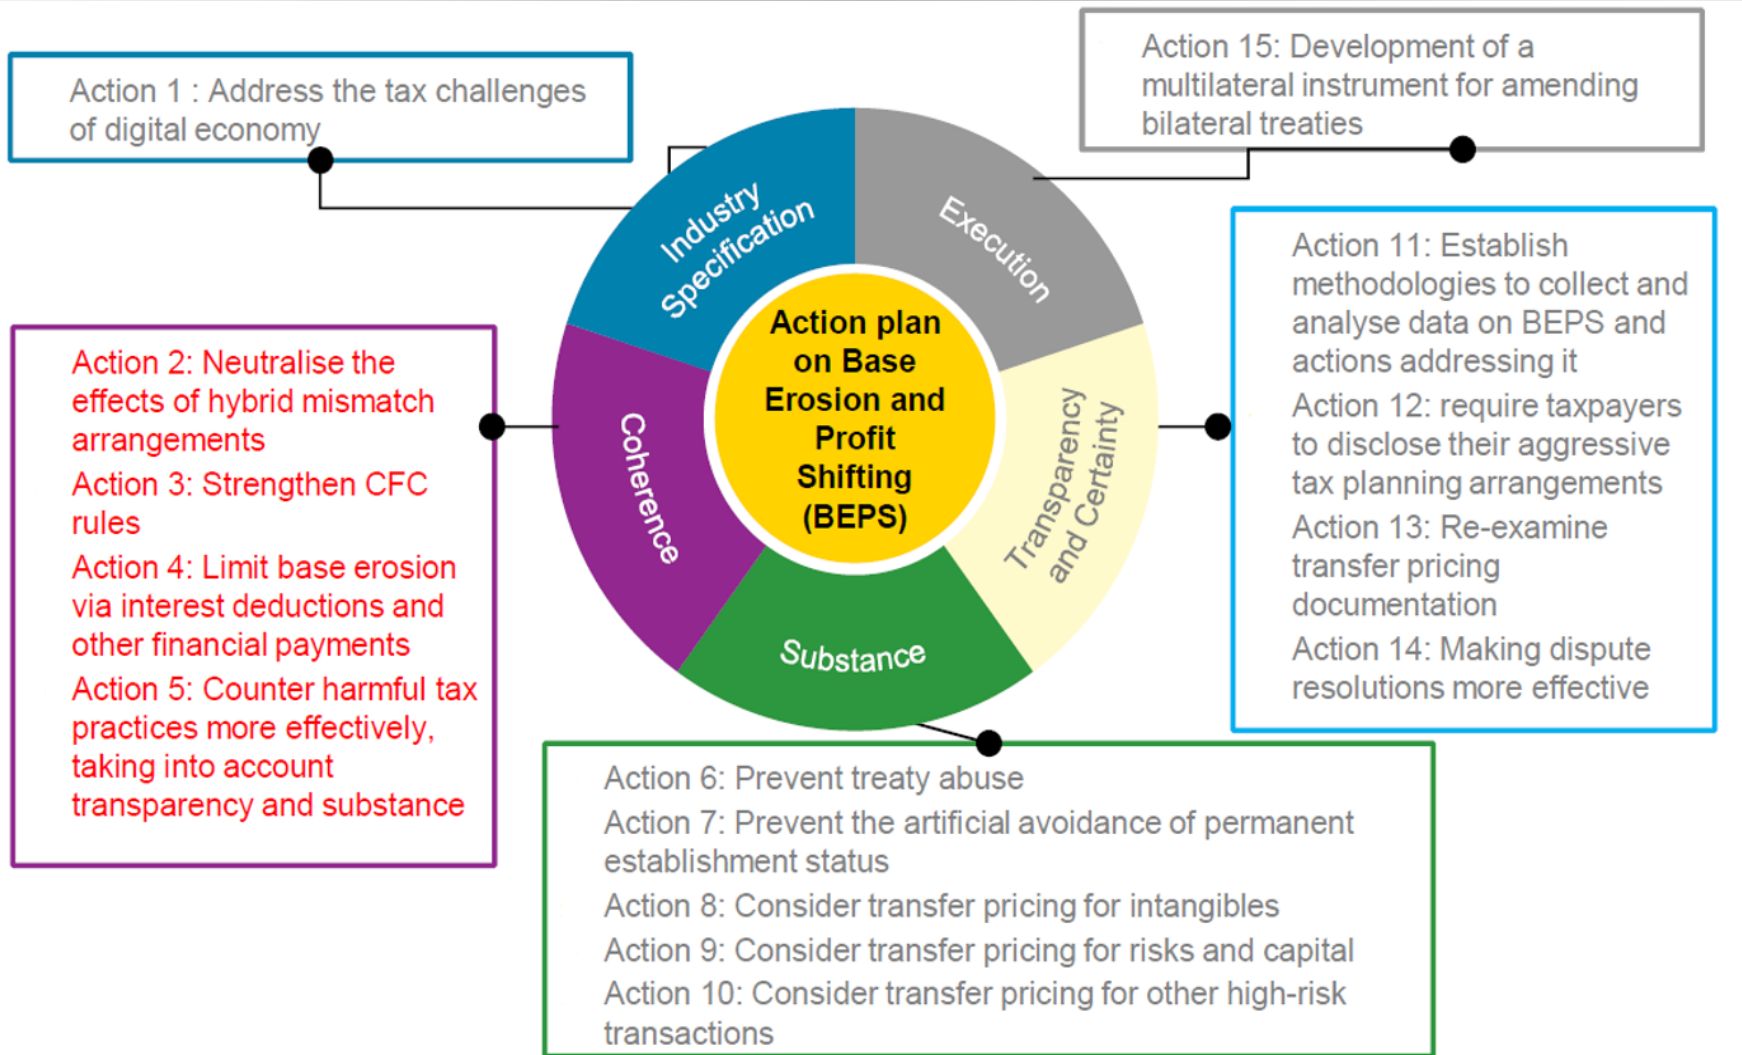 Action 1 : Address the tax challenges
of digital economy
Action 15: Development of a
multilateral instrument for amending
bilateral treaties
Industry
Specification
Execution
Action 2: Neutralise the
effects of hybrid mismatch
arrangements
Action 3: Strengthen CFC
rules
Action 4: Limit base erosion
via interest deductions and
other financial payments
Action 5: Counter harmful tax
practices more effectively,
taking into account
transparency and substance
Coherence
Action plan
on Base
Erosion and
Profit
Shifting
(BEPS)
Transparency
and Certainty
Action 11: Establish
methodologies to collect and
analyse data on BEPS and
actions addressing it
Action 12: require taxpayers
to disclose their aggressive
tax planning arrangements
Action 13: Re-examine
transfer pricing
documentation
Action 14: Making dispute
resolutions more effective
Substance
Action 6: Prevent treaty abuse
Action 7: Prevent the artificial avoidance of permanent
establishment status
Action 8: Consider transfer pricing for intangibles
Action 9: Consider transfer pricing for risks and capital
Action 10: Consider transfer pricing for other high-risk
transactions